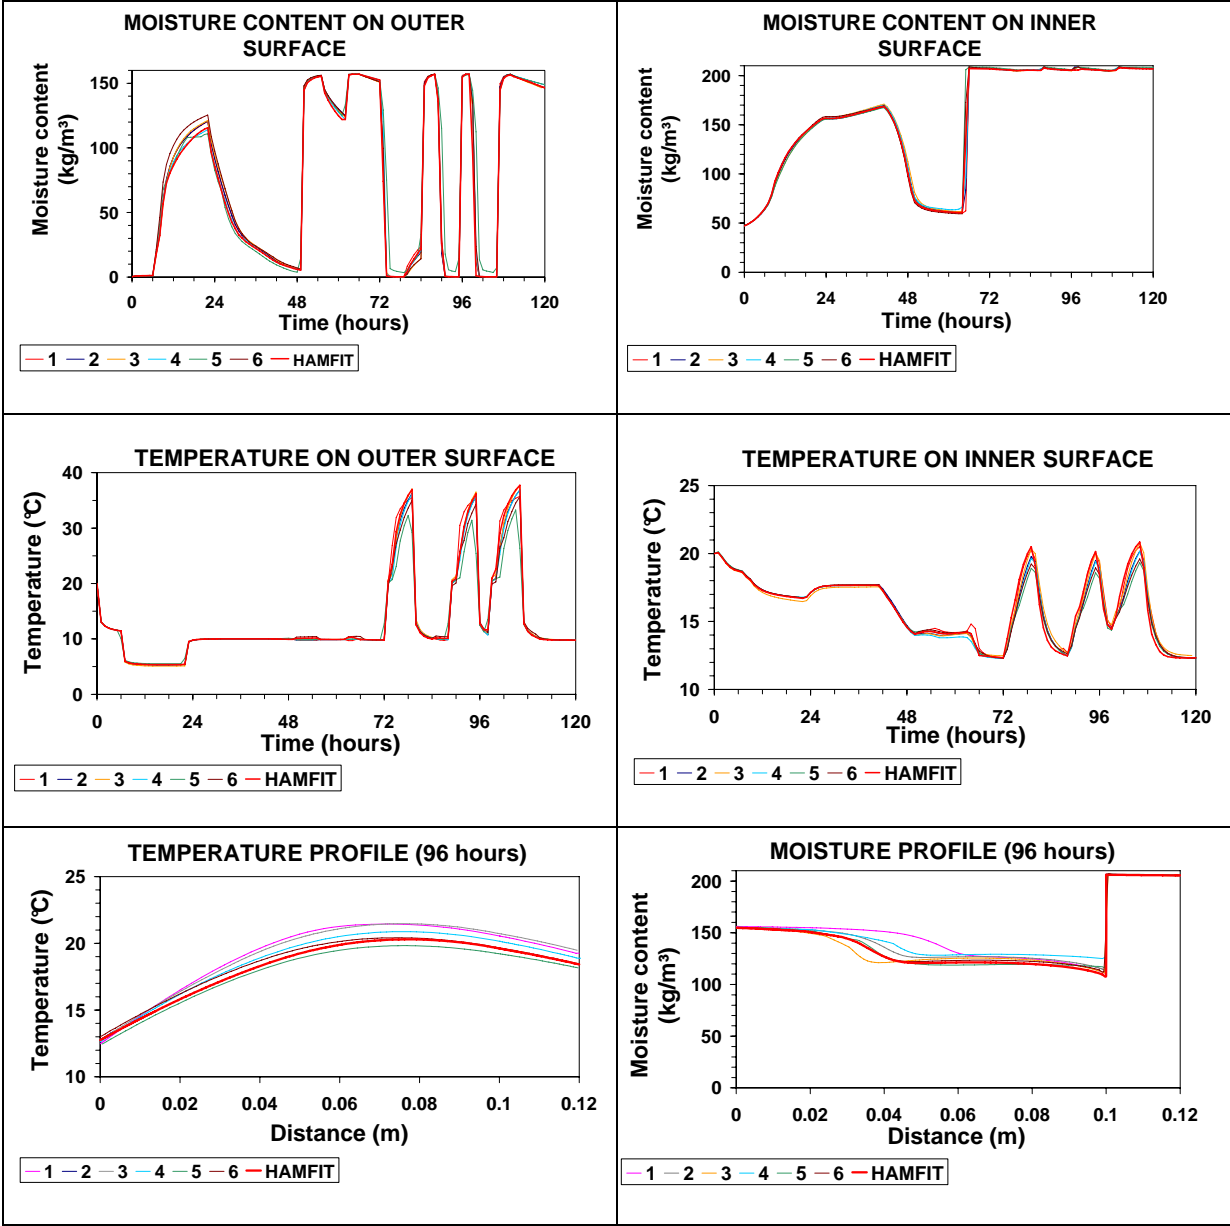 MOISTURE CONTENT ON OUTER
SURFACE
Moisture content
(kg/m³)
150
100
50
0
0 24 48 72 96 120
Time (hours)
1 2 3 4 5 6 HAMFIT
MOISTURE CONTENT ON INNER
SURFACE
Moisture content
(kg/m³)
200
150
100
50
0
0 24 48 72 96 120
Time (hours)
1 2 3 4 5 6 HAMFIT
TEMPERATURE ON OUTER SURFACE
Temperature (°C)
40
30
20
10
0
0 24 48 72 96 120
Time (hours)
1 2 3 4 5 6 HAMFIT
TEMPERATURE ON INNER SURFACE
Temperature (°C)
25
20
15
10
0 24 48 72 96 120
Time (hours)
1 2 3 4 5 6 HAMFIT
TEMPERATURE PROFILE (96 hours)
Temperature (°C)
25
20
15
10
0 0.02 0.04 0.06 0.08 0.1 0.12
Distance (m)
1 2 3 4 5 6 HAMFIT
MOISTURE PROFILE (96 hours)
Moisture content
(kg/m³)
200
150
100
50
0
0 0.02 0.04 0.06 0.08 0.1 0.12
Distance (m)
1 2 3 4 5 6 HAMFIT